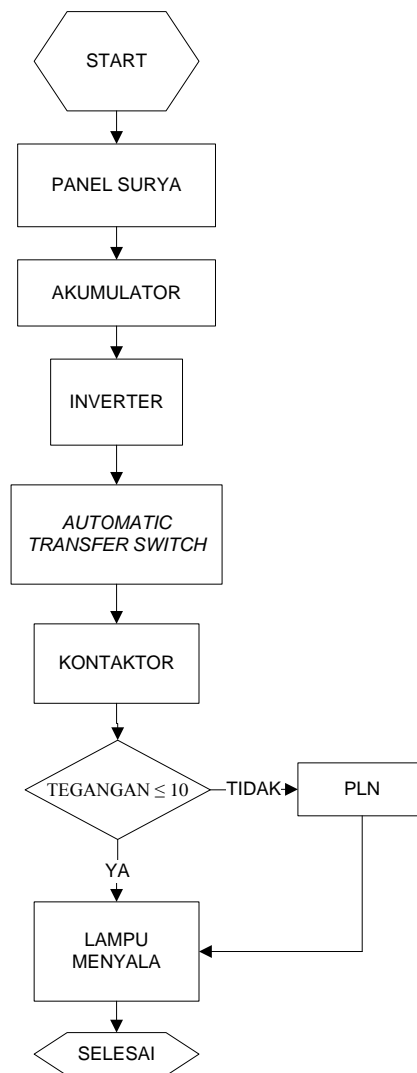 START
PANEL SURYA
AKUMULATOR
INVERTER
AUTOMATIC
TRANSFER SWITCH
KONTAKTOR
TEGANGAN ≤ 10
TIDAK
PLN
YA
LAMPU
MENYALA
SELESAI